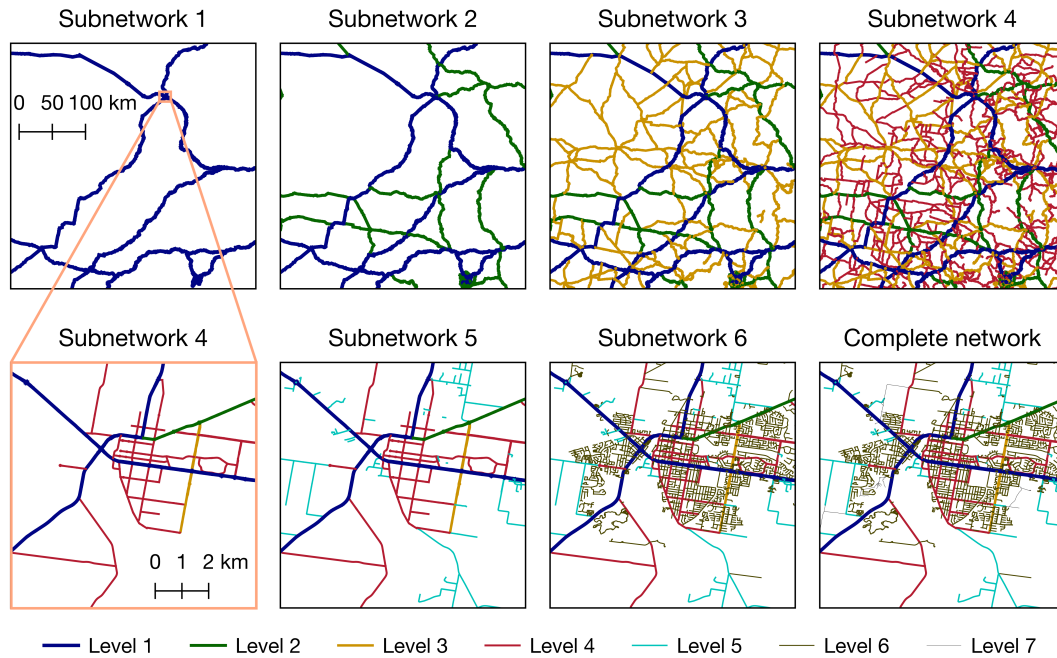 Subnetwork 1
Subnetwork 2
Subnetwork 3
Subnetwork 4
0 50 100 km
Subnetwork 4
Subnetwork 5
Subnetwork 6
Complete network
0 1 2 km
Level 1
Level 2
Level 3
Level 4
Level 5
Level 6
Level 7